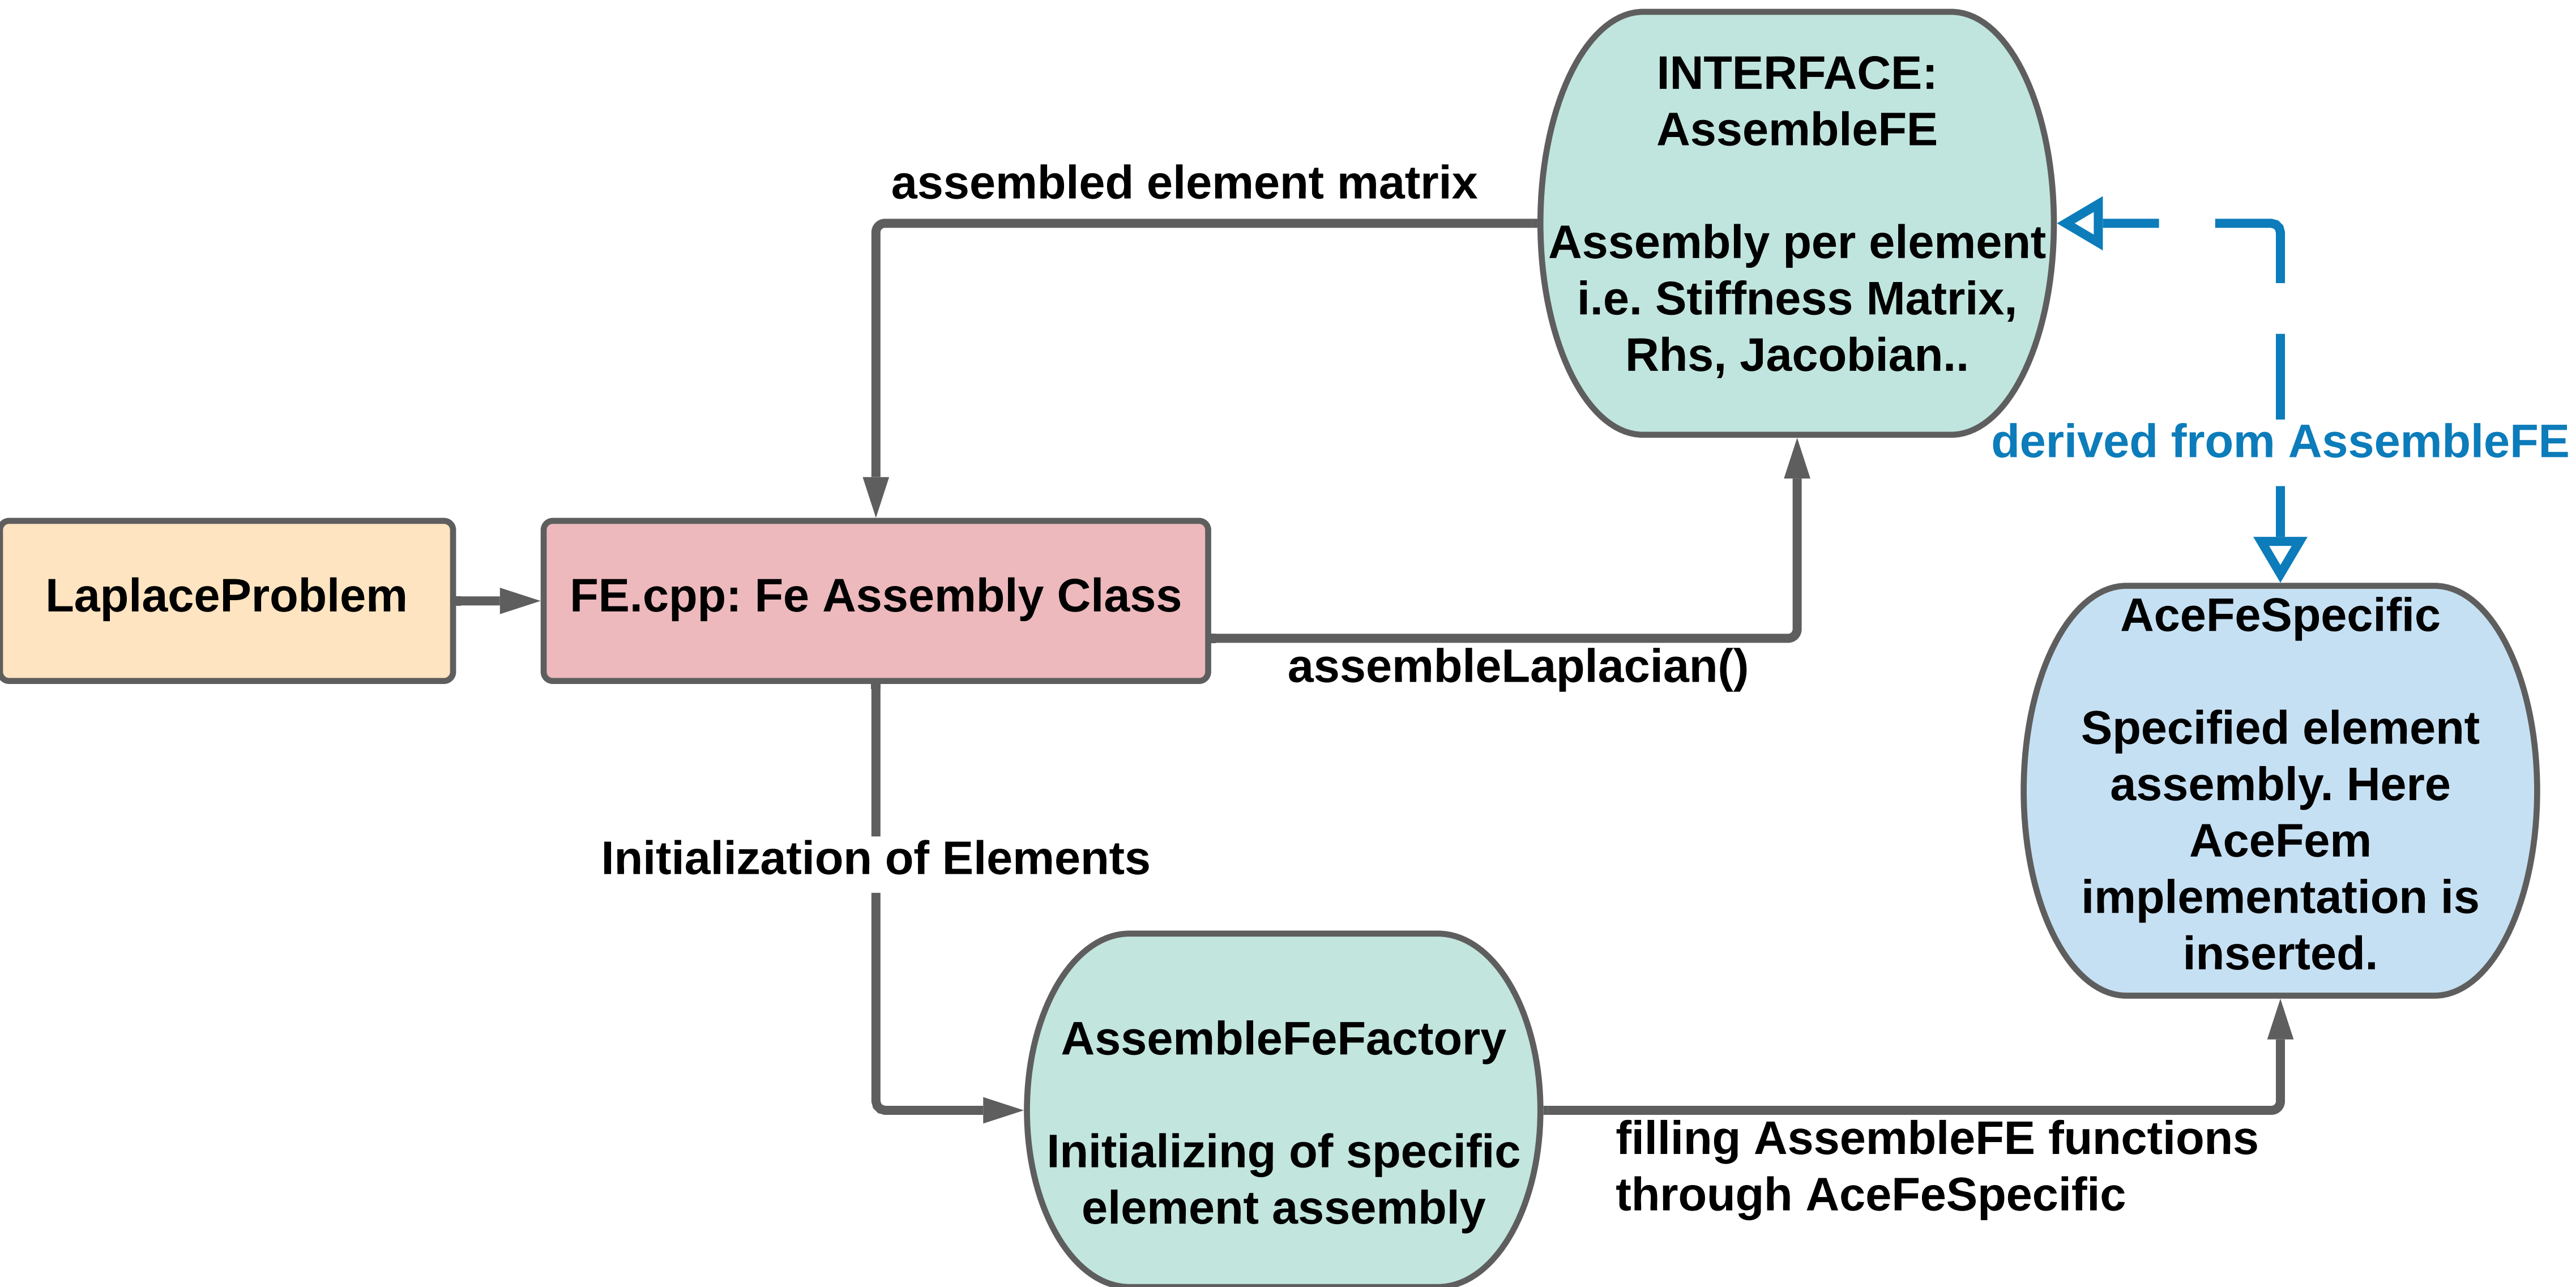 INTERFACE:
AssembleFE
Assembly per element
i.e. Stiffness Matrix,
Rhs, Jacobian..
assembled element matrix
derived from AssembleFE
LaplaceProblem
FE.cpp: Fe Assembly Class
assembleLaplacian()
AceFeSpecific
Specified element
assembly. Here
AceFem
implementation is
inserted.
Initialization of Elements
AssembleFeFactory
Initializing of specific
element assembly
filling AssembleFE functions
through AceFeSpecific